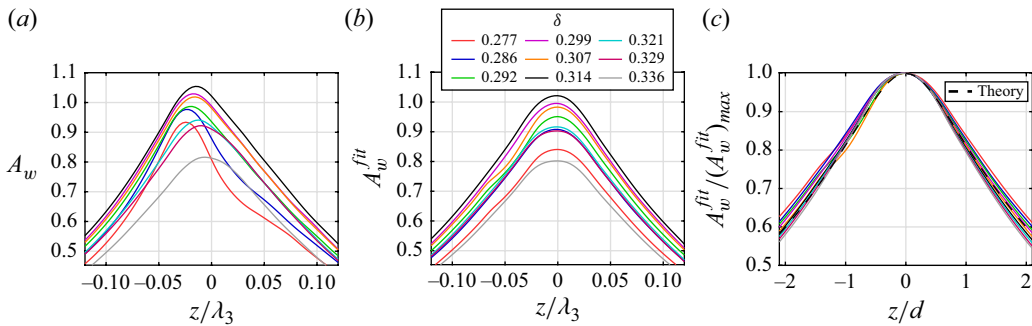 (a)
(b)
(c)
δ
0.277 0.299 0.321
0.286 0.307 0.329
0.292 0.314 0.336
1.1
1.0
0.9
0.8
0.7
0.6
0.5
A_w
−0.10 −0.05 0 0.05 0.10
z/λ_3
1.1
1.0
0.9
0.8
0.7
0.6
0.5
A_w^{fit}
−0.10 −0.05 0 0.05 0.10
z/λ_3
Theory
1.0
0.9
0.8
0.7
0.6
0.5
A_w^{fit}/(A_w^{fit})_{max}
−2 −1 0 1 2
z/d